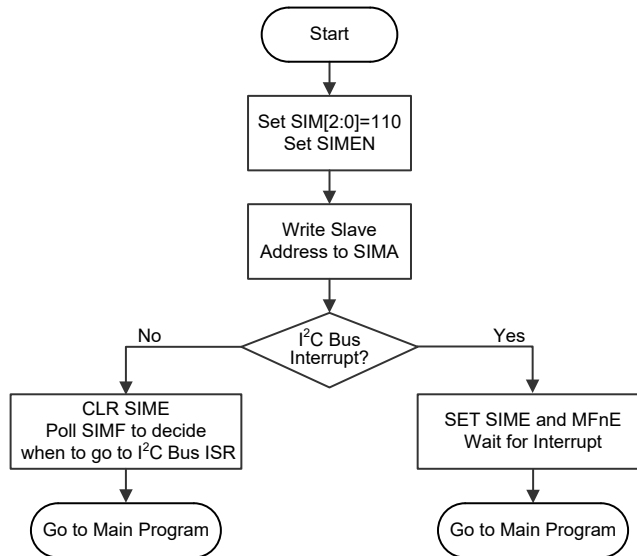 Start
Set SIM[2:0]=110
Set SIMEN
Write Slave
Address to SIMA
I²C Bus
Interrupt?
No
Yes
CLR SIME
Poll SIMF to decide
when to go to I²C Bus ISR
SET SIME and MFnE
Wait for Interrupt
Go to Main Program
Go to Main Program